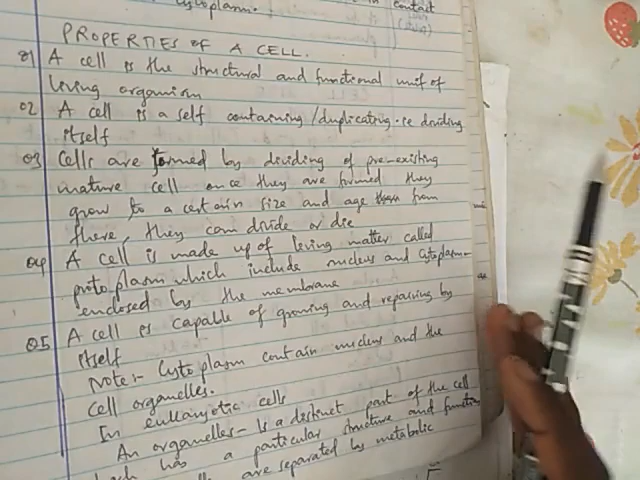 cytoplasm.
in contact
PROPERTIES OF A CELL.
01 A cell is the structural and functional unit of
living organism
02 A cell is a self containing/duplicating . ie dividing
itself
03 Cells are formed by dividing of pre-existing
mature cell once they are formed they
grow to a certain size and age from
there, they can divide or die
04 A cell is made up of living matter called
protoplasm which include nucleus and cytoplasm
enclosed by the membrane
05 A cell is capable of growing and repairing by
itself
Note:- Cytoplasm contain nucleus and the
cell organelles.
In eukaryotic cells
An organelles - is a distinct part of the cell
which has a particular structure and function
are separated by metabolic